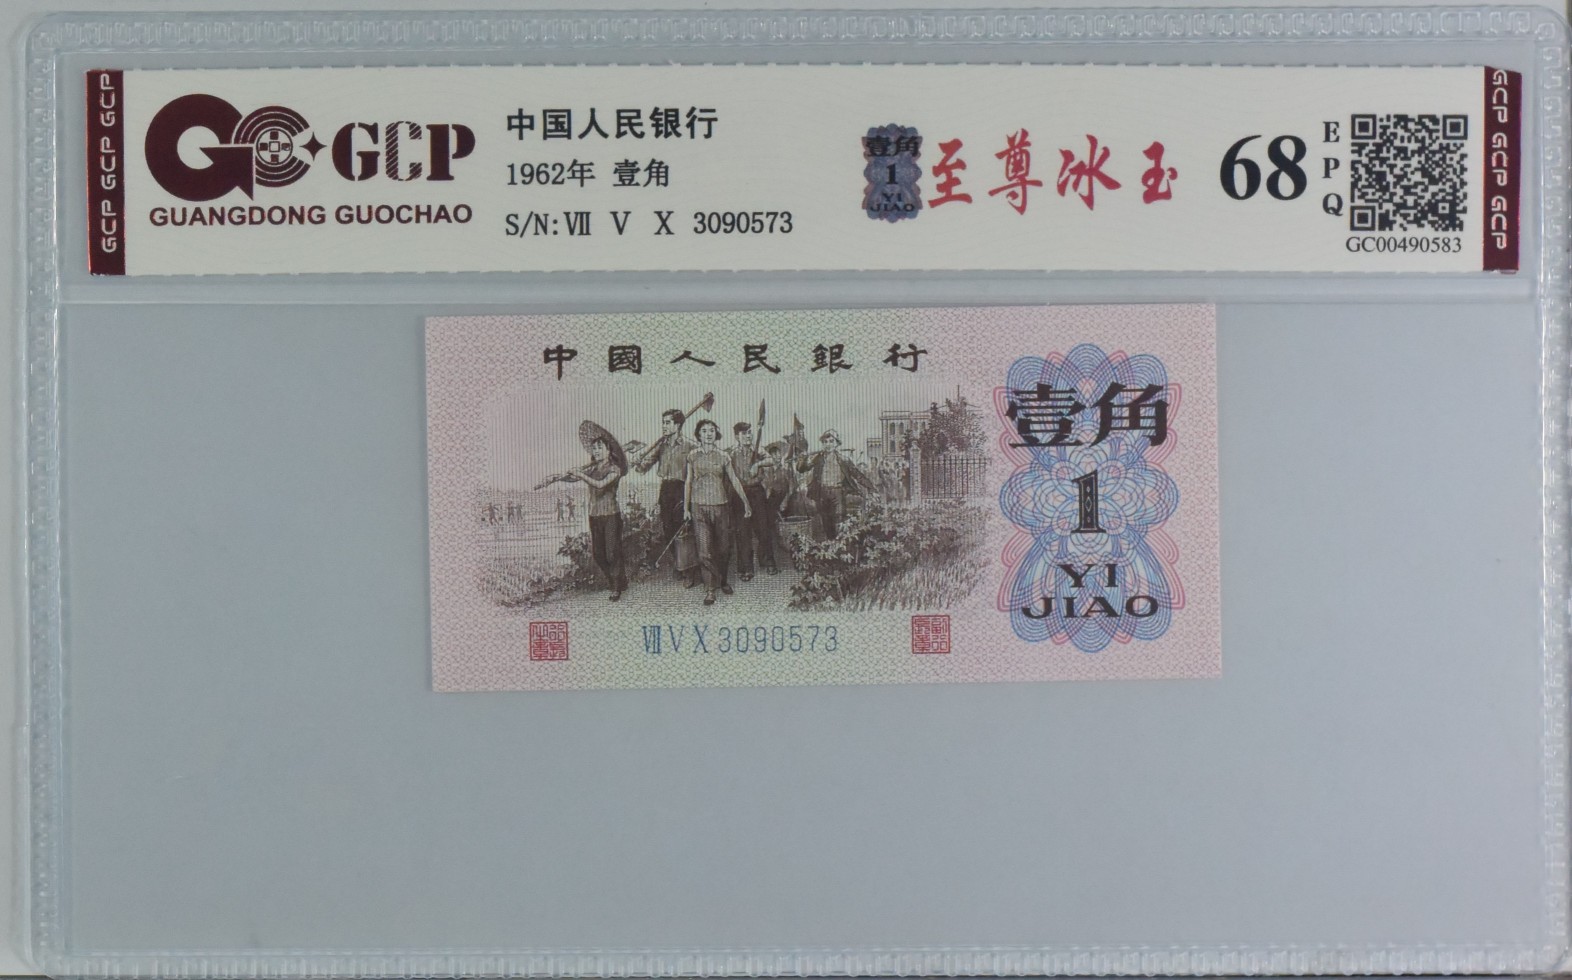 GCP GCP GCP
GCP
GUANGDONG GUOCHAO
中国人民银行
1962年 壹角
S/N: Ⅶ V X 3090573
壹角
1
YI
JIAO
至尊冰玉
68
EPQ
GC00490583
GCP GCP GCP
中國人民銀行
壹角
1
YI
JIAO
ⅦVX3090573